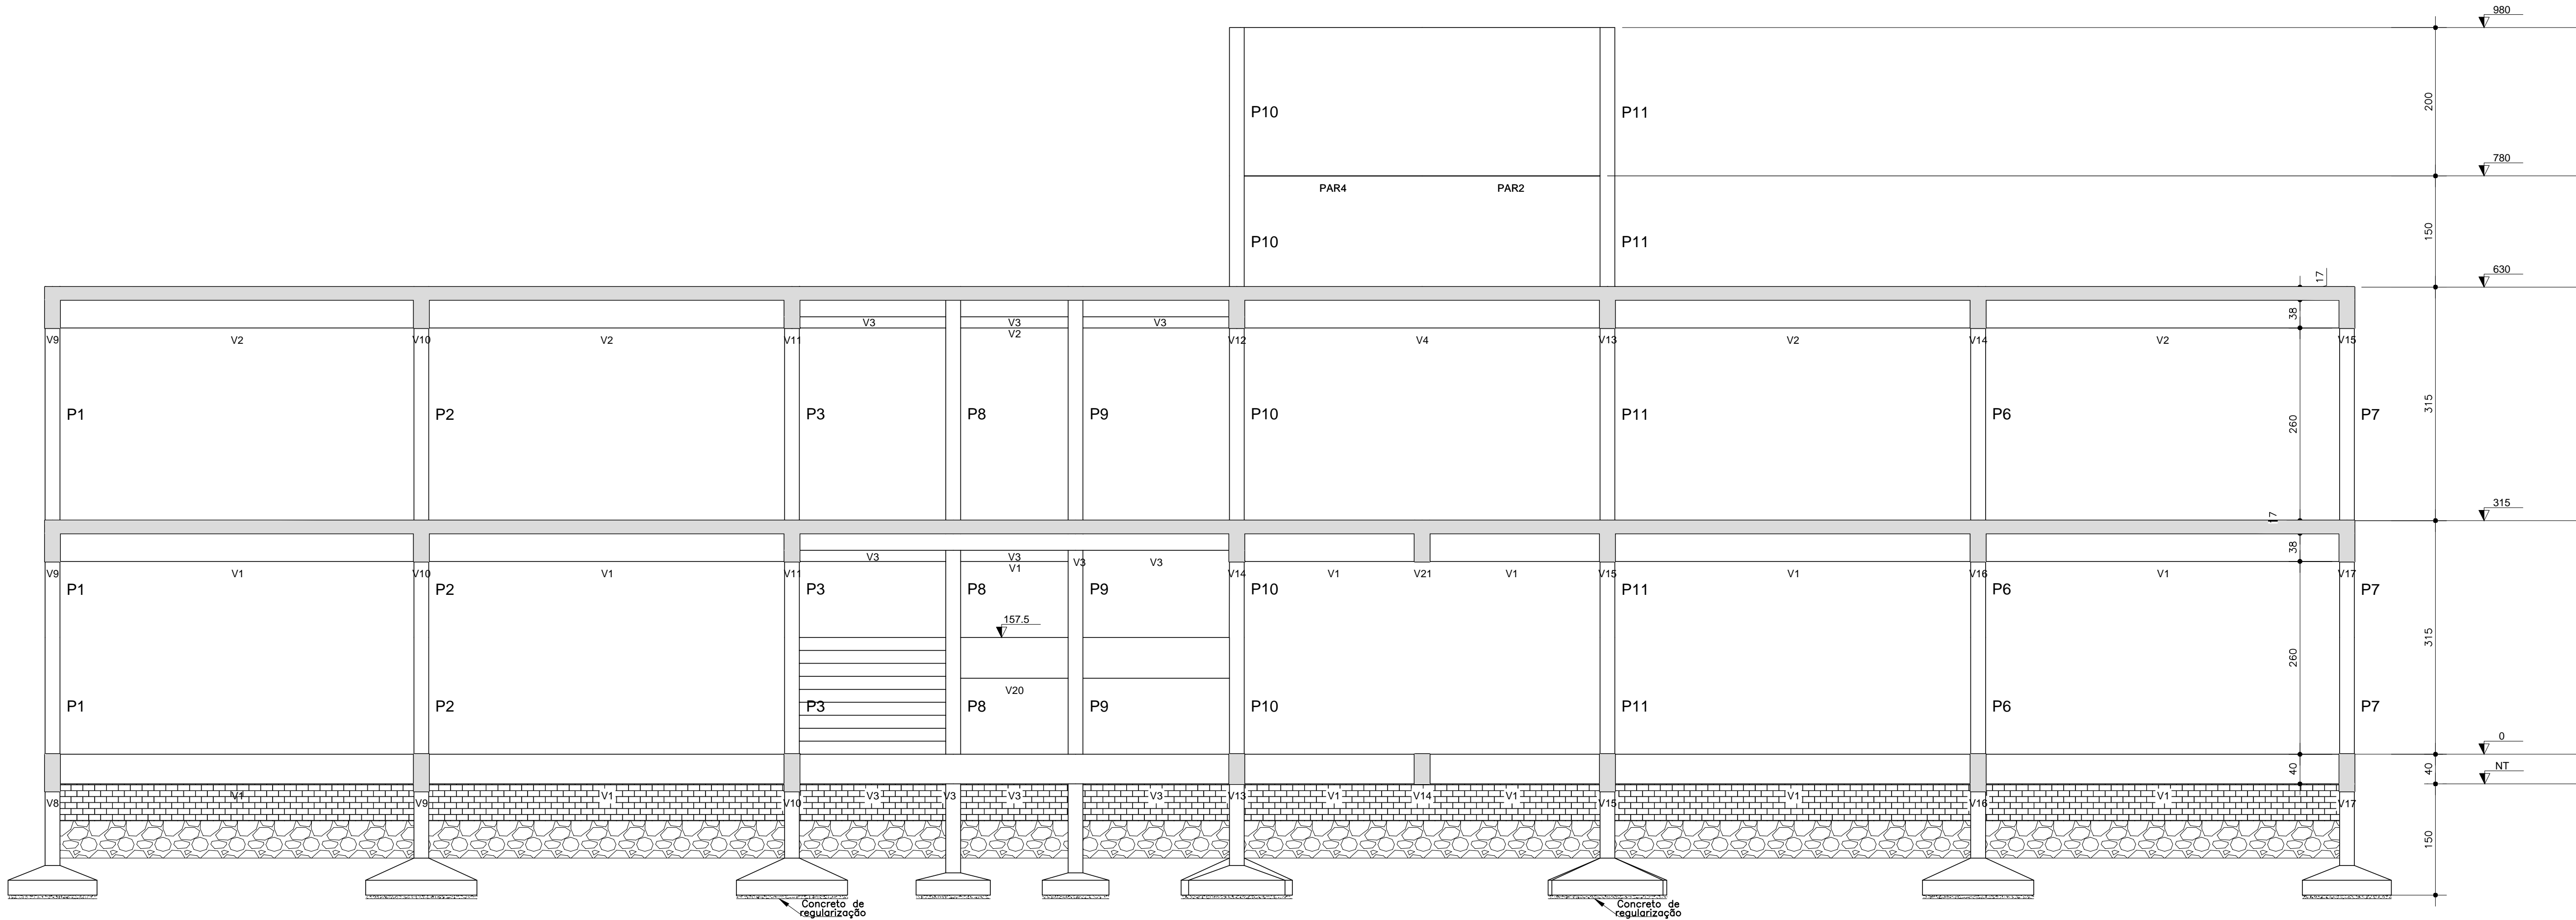 980
P10 P11 200
780
PAR4 PAR2
P10 P11 150
630
17
38
V3 V3 V3
V2
V9 V2 V10 V2 V11 V12 V4 V13 V2 V14 V2 V15
P1 P2 P3 P8 P9 P10 P11 P6 P7
260 315
315
17
38
V3 V3 V3 V3
V1
V9 V1 V10 V1 V11 V14 V1 V21 V1 V15 V1 V16 V1 V17
P1 P2 P3 P8 P9 P10 P11 P6 P7
157.5
260 315
V20
P1 P2 P3 P8 P9 P10 P11 P6 P7
0
40 40
NT
V1 V1 V3 V3 V3 V3 V1 V14 V1 V1 V1
V8 V9 V10 V13 V15 V16 V17
150
Concreto de
regularização
Concreto de
regularização